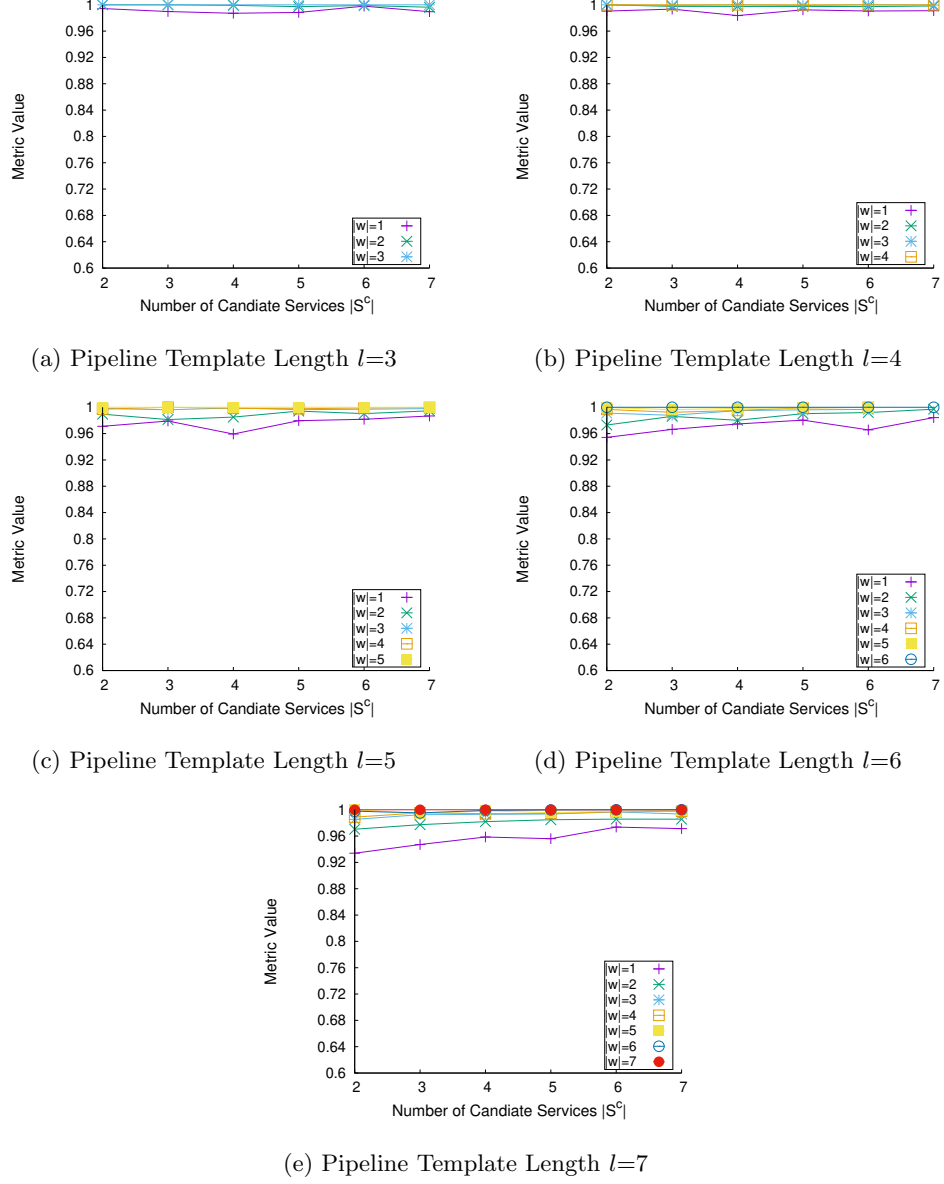 1
0.96
0.92
0.88
0.84
0.8
0.76
0.72
0.68
0.64
0.6
Metric Value
|w|=1
|w|=2
|w|=3
2 3 4 5 6 7
Number of Candiate Services |S^c|
(a) Pipeline Template Length l=3
1
0.96
0.92
0.88
0.84
0.8
0.76
0.72
0.68
0.64
0.6
Metric Value
|w|=1
|w|=2
|w|=3
|w|=4
2 3 4 5 6 7
Number of Candiate Services |S^c|
(b) Pipeline Template Length l=4
1
0.96
0.92
0.88
0.84
0.8
0.76
0.72
0.68
0.64
0.6
Metric Value
|w|=1
|w|=2
|w|=3
|w|=4
|w|=5
2 3 4 5 6 7
Number of Candiate Services |S^c|
(c) Pipeline Template Length l=5
1
0.96
0.92
0.88
0.84
0.8
0.76
0.72
0.68
0.64
0.6
Metric Value
|w|=1
|w|=2
|w|=3
|w|=4
|w|=5
|w|=6
2 3 4 5 6 7
Number of Candiate Services |S^c|
(d) Pipeline Template Length l=6
1
0.96
0.92
0.88
0.84
0.8
0.76
0.72
0.68
0.64
0.6
Metric Value
|w|=1
|w|=2
|w|=3
|w|=4
|w|=5
|w|=6
|w|=7
2 3 4 5 6 7
Number of Candiate Services |S^c|
(e) Pipeline Template Length l=7